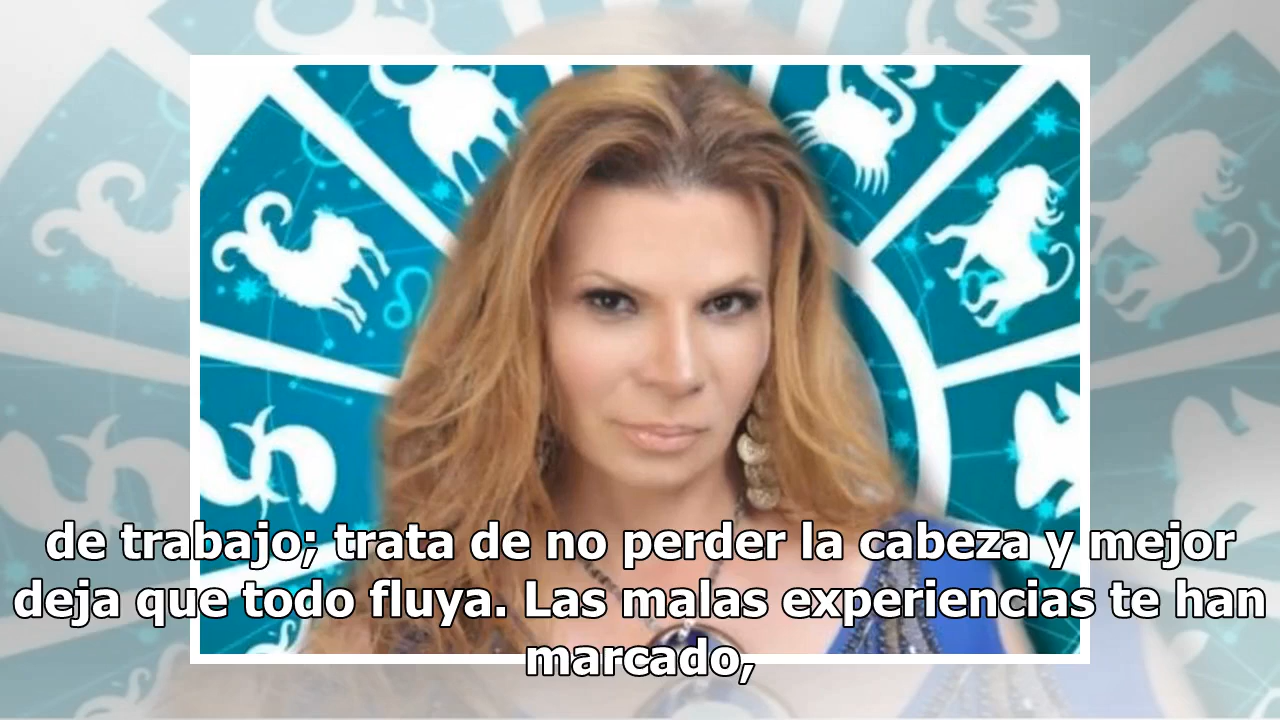 de trabajo; trata de no perder la cabeza y mejor
deja que todo fluya. Las malas experiencias te han
marcado,